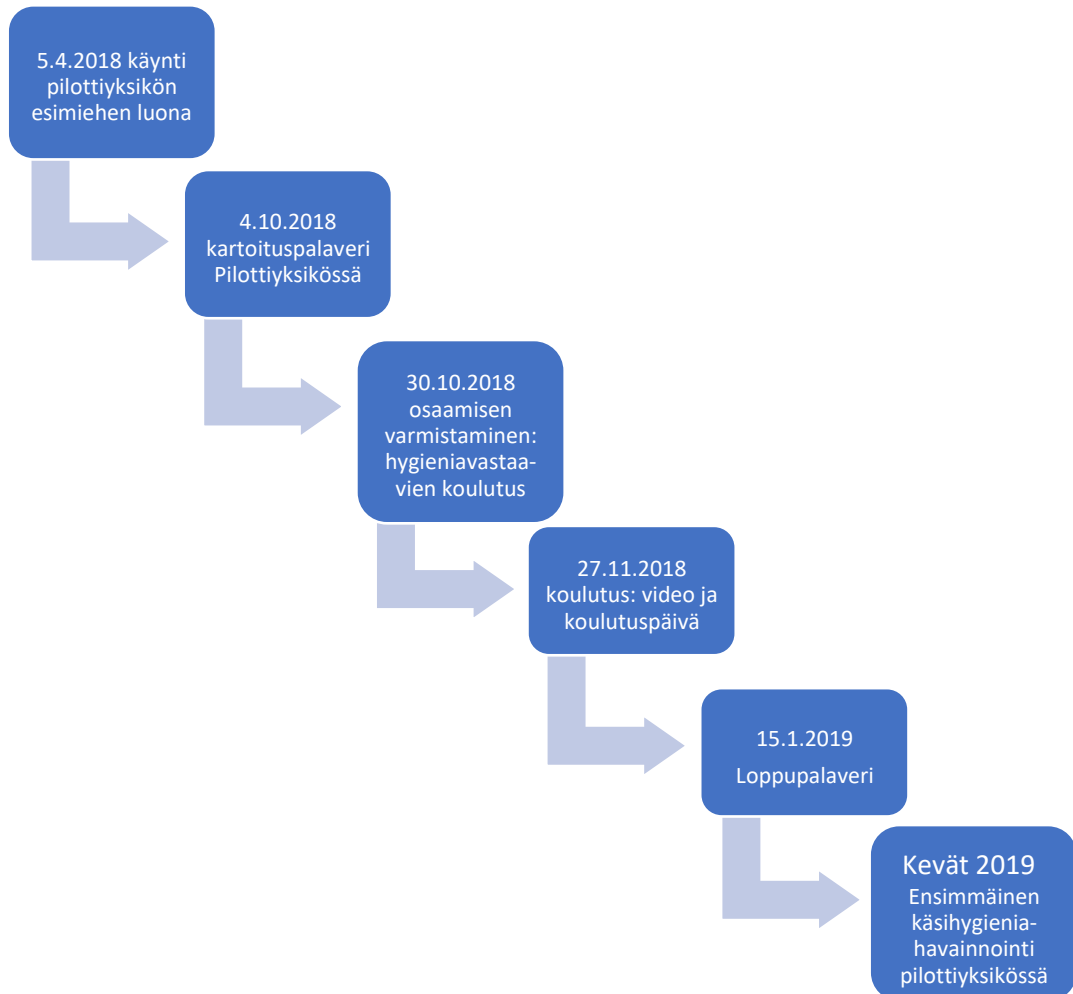 5.4.2018 käynti
pilottiyksikön
esimiehen luona
4.10.2018
kartoituspalaveri
Pilottiyksikössä
30.10.2018
osaamisen
varmistaminen:
hygieniavastaa-
vien koulutus
27.11.2018
koulutus: video ja
koulutuspäivä
15.1.2019
Loppupalaveri
Kevät 2019
Ensimmäinen
käsihygienia-
havainnointi
pilottiyksikössä